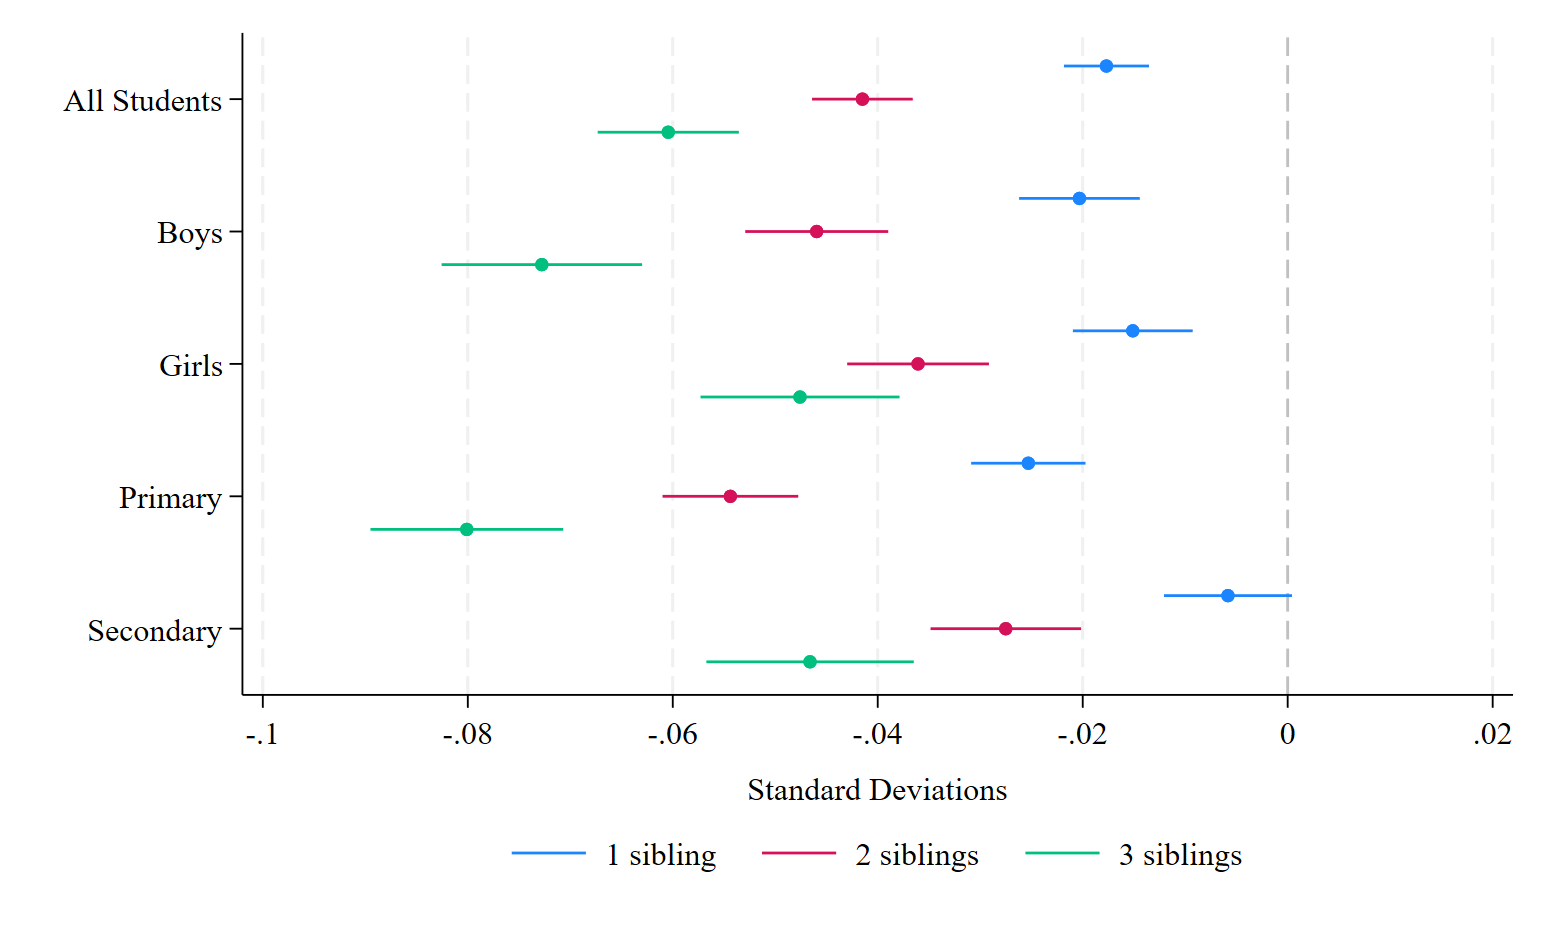 All Students
Boys
Girls
Primary
Secondary
-.1 -.08 -.06 -.04 -.02 0 .02
Standard Deviations
1 sibling 2 siblings 3 siblings